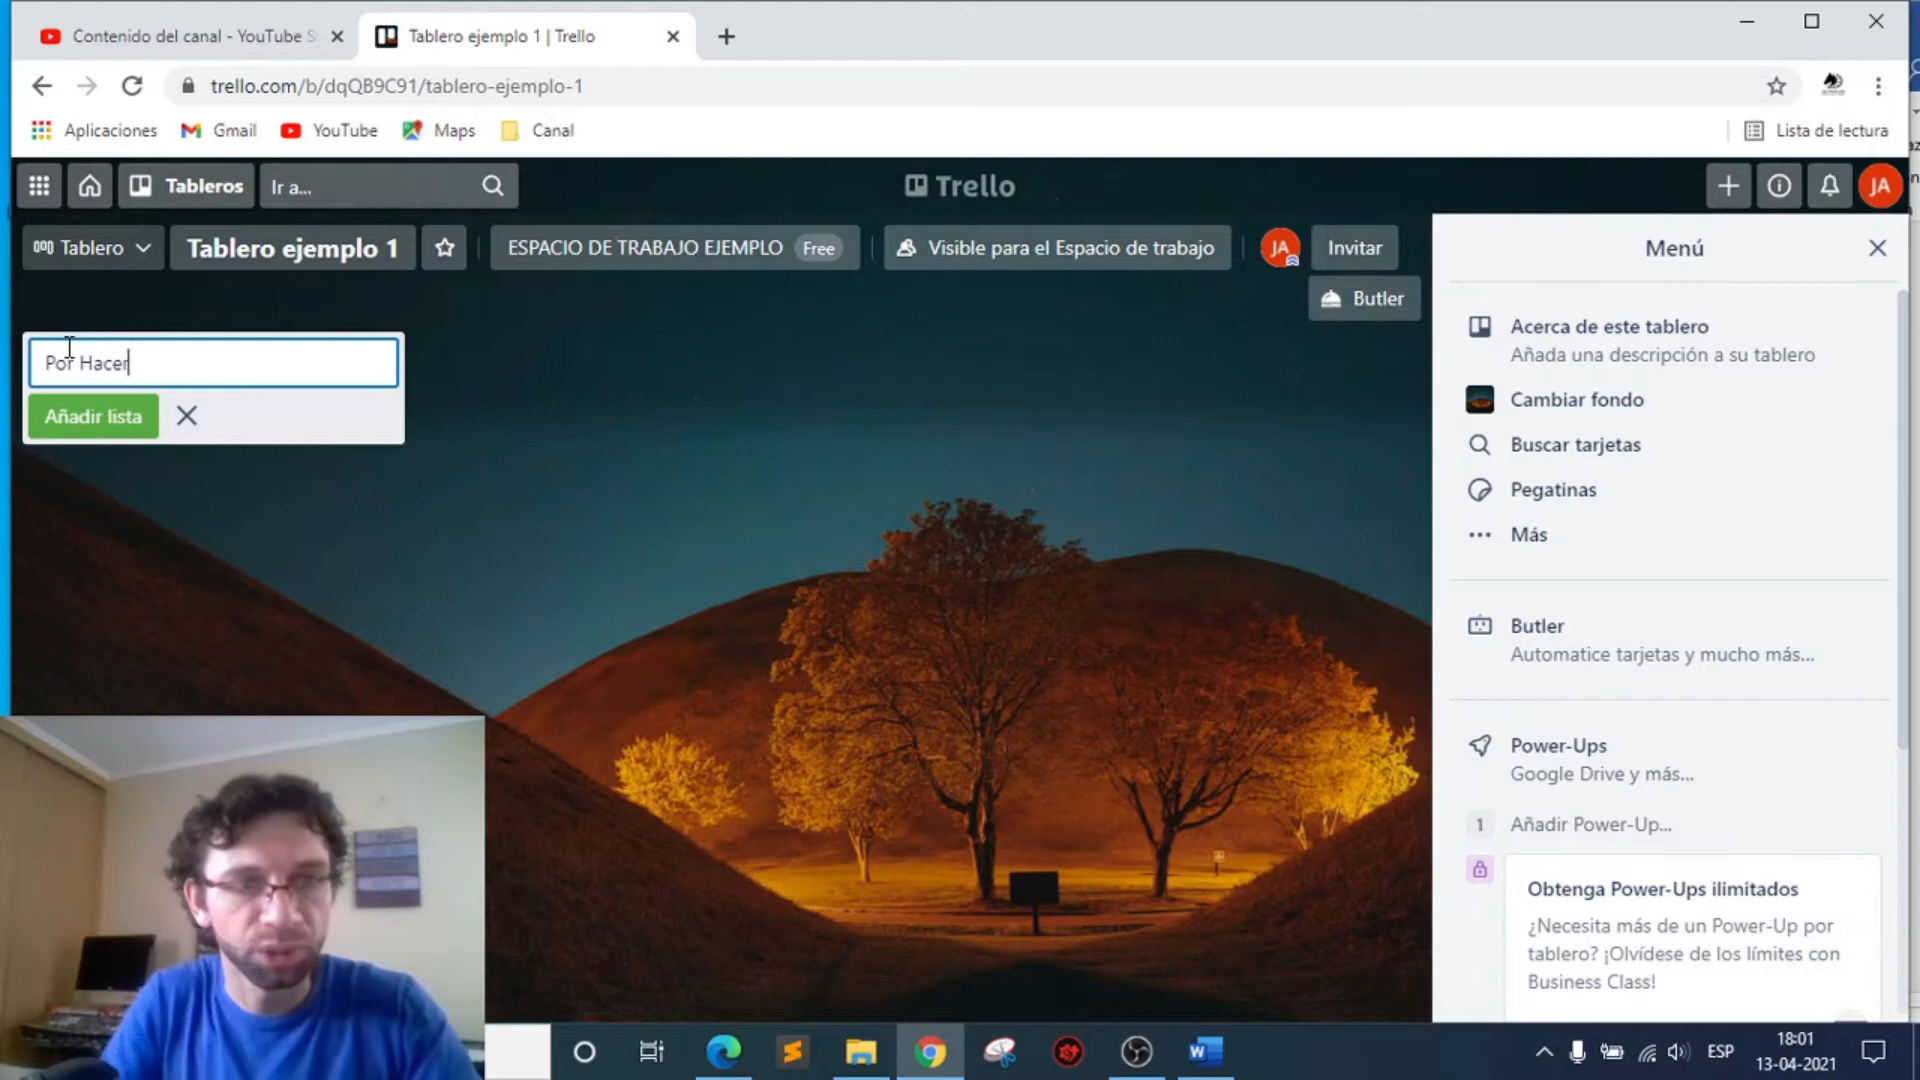 Contenido del canal - YouTube S
Tablero ejemplo 1 | Trello
trello.com/b/dqQB9C91/tablero-ejemplo-1
Aplicaciones
Gmail
YouTube
Maps
Canal
Lista de lectura
Tableros
Ir a...
Trello
JA
Tablero
Tablero ejemplo 1
ESPACIO DE TRABAJO EJEMPLO
Free
Visible para el Espacio de trabajo
JA
Invitar
Butler
Por Hacer
Añadir lista
Menú
Acerca de este tablero
Añada una descripción a su tablero
Cambiar fondo
Buscar tarjetas
Pegatinas
Más
Butler
Automatice tarjetas y mucho más...
Power-Ups
Google Drive y más...
1
Añadir Power-Up...
Obtenga Power-Ups ilimitados
¿Necesita más de un Power-Up por
tablero? ¡Olvídese de los límites con
Business Class!
ESP
18:01
13-04-2021